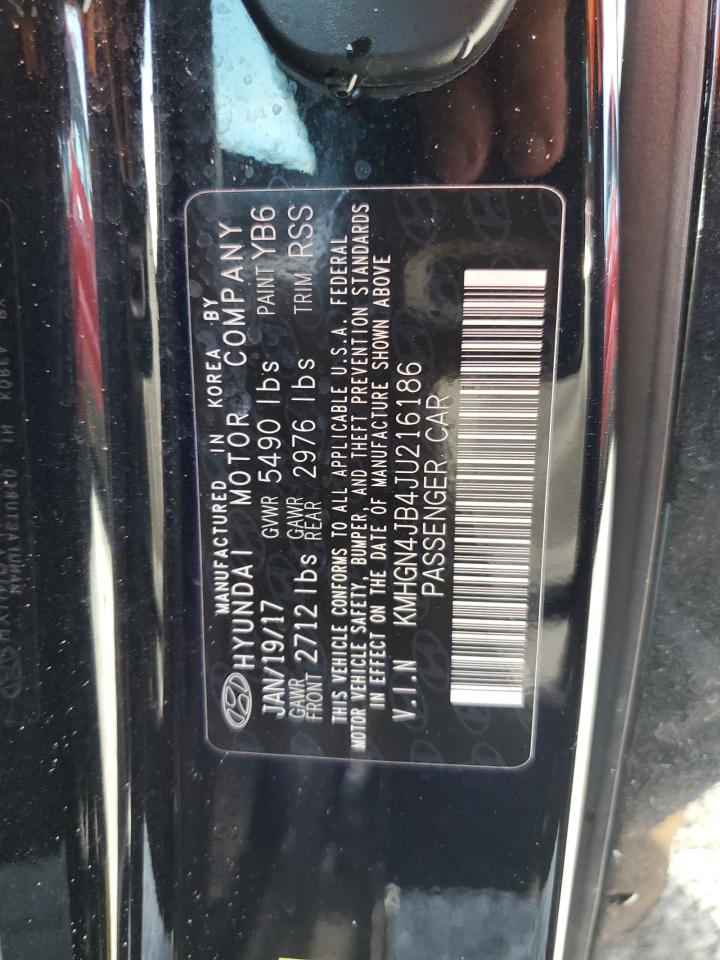 MANUFACTURED IN KOREA BY
HYUNDAI MOTOR COMPANY
JAN/19/17 GVWR 5490 lbs PAINT YB6
GAWR FRONT 2712 lbs GAWR REAR 2976 lbs TRIM RSS
THIS VEHICLE CONFORMS TO ALL APPLICABLE U.S.A. FEDERAL
MOTOR VEHICLE SAFETY, BUMPER, AND THEFT PREVENTION STANDARDS
IN EFFECT ON THE DATE OF MANUFACTURE SHOWN ABOVE
V.I.N KMHGN4JB4JU216186
PASSENGER CAR